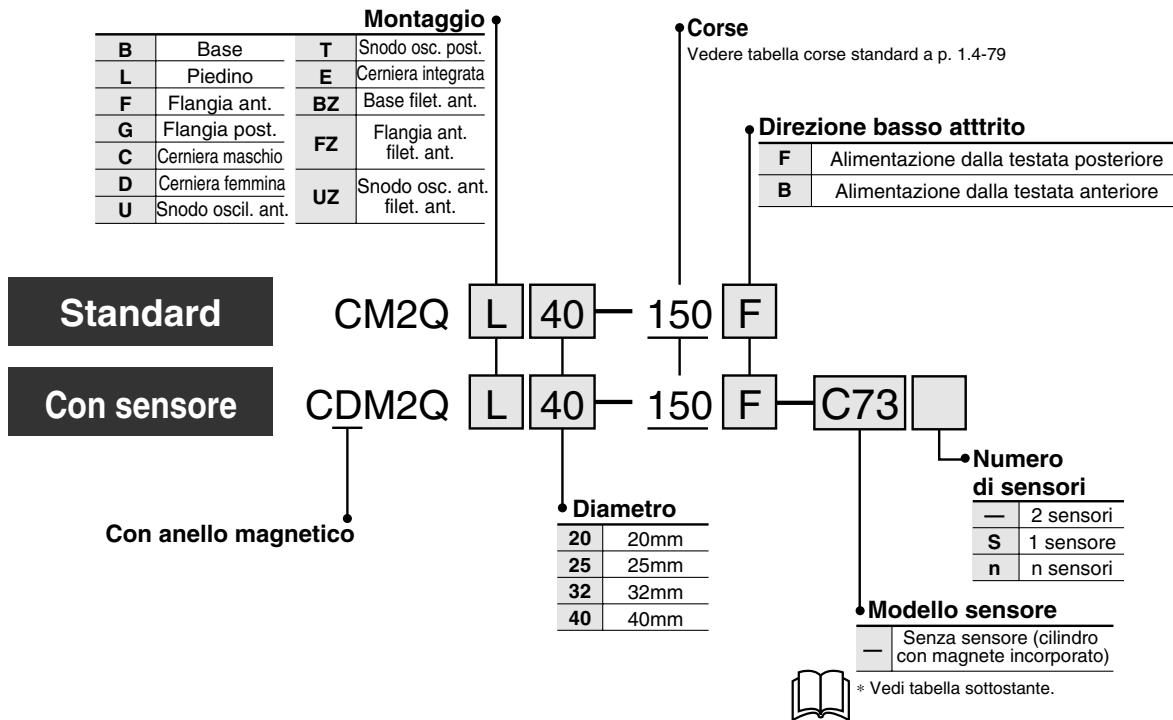 Montaggio
B Base T Snodo osc. post.
L Piedino E Cerniera integrata
F Flangia ant. BZ Base filet. ant.
G Flangia post. FZ Flangia ant. filet. ant.
C Cerniera maschio
D Cerniera femmina UZ Snodo osc. ant. filet. ant.
U Snodo oscil. ant.
Corse
Vedere tabella corse standard a p. 1.4-79
Direzione basso atttrito
F Alimentazione dalla testata posteriore
B Alimentazione dalla testata anteriore
Standard CM2Q L 40 — 150 F
Con sensore CDM2Q L 40 — 150 F — C73
Con anello magnetico
Diametro
20 20mm
25 25mm
32 32mm
40 40mm
Numero
di sensori
— 2 sensori
S 1 sensore
n n sensori
Modello sensore
— Senza sensore (cilindro
con magnete incorporato)
* Vedi tabella sottostante.